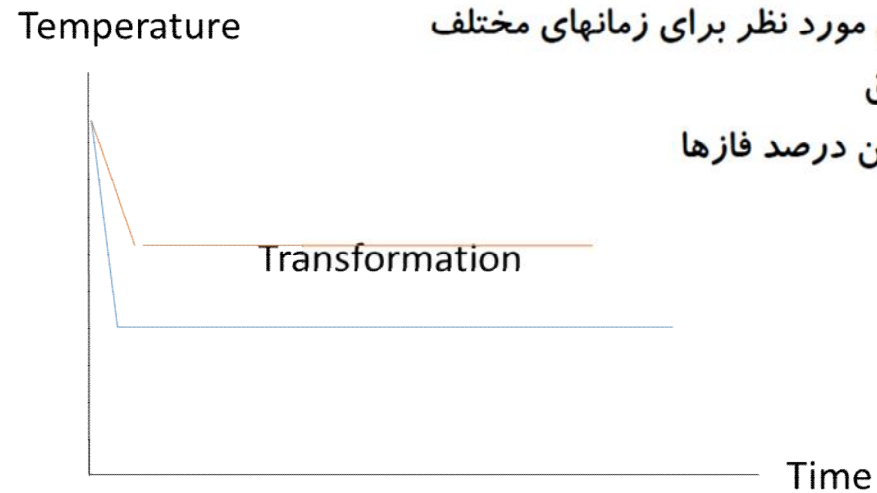 Temperature
مورد نظر برای زمانهای مختلف
درصد فازها
Transformation
Time